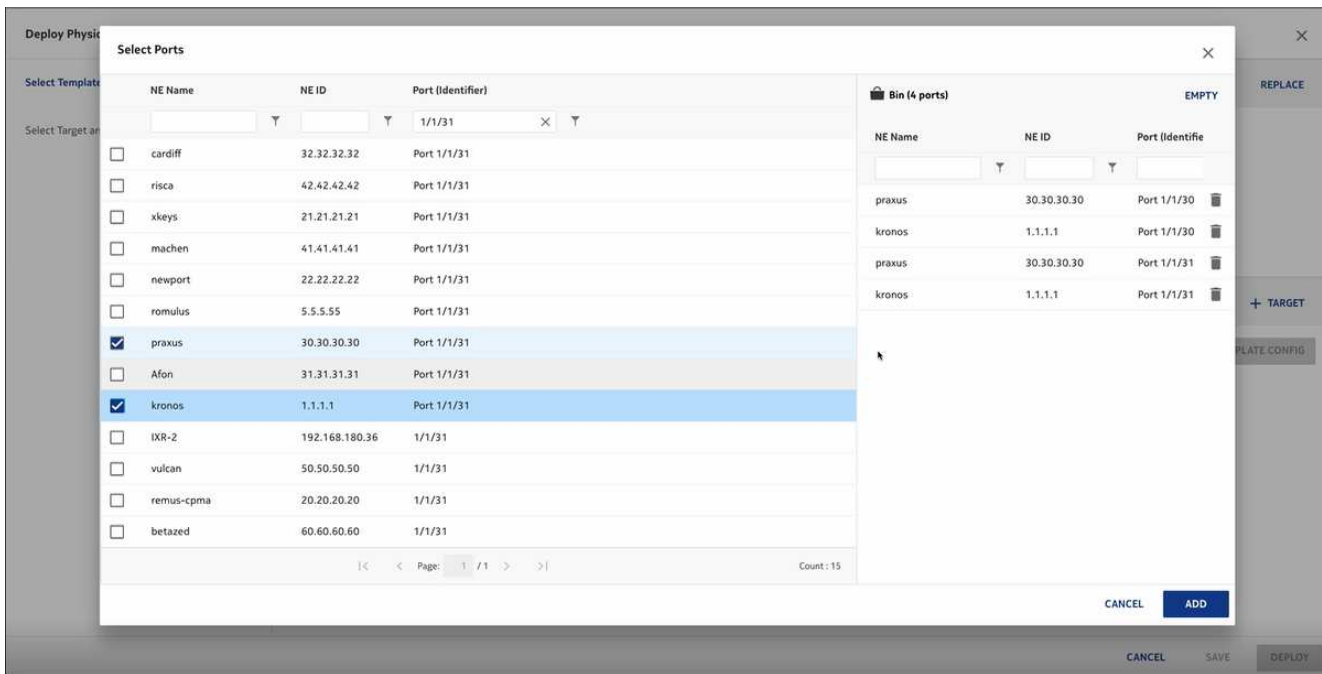 Deploy Physic
Select Ports
Select Template
REPLACE
Select Target an
NE Name NE ID Port (Identifier)
1/1/31
cardiff 32.32.32.32 Port 1/1/31
risca 42.42.42.42 Port 1/1/31
xkeys 21.21.21.21 Port 1/1/31
machen 41.41.41.41 Port 1/1/31
newport 22.22.22.22 Port 1/1/31
romulus 5.5.5.55 Port 1/1/31
praxus 30.30.30.30 Port 1/1/31
Afon 31.31.31.31 Port 1/1/31
kronos 1.1.1.1 Port 1/1/31
IXR-2 192.168.180.36 1/1/31
vulcan 50.50.50.50 1/1/31
remus-cpma 20.20.20.20 1/1/31
betazed 60.60.60.60 1/1/31
Page: 1 / 1 Count : 15
Bin (4 ports) EMPTY
NE Name NE ID Port (Identifie
praxus 30.30.30.30 Port 1/1/30
kronos 1.1.1.1 Port 1/1/30
praxus 30.30.30.30 Port 1/1/31
kronos 1.1.1.1 Port 1/1/31
+ TARGET
PLATE CONFIG
CANCEL ADD
CANCEL SAVE DEPLOY